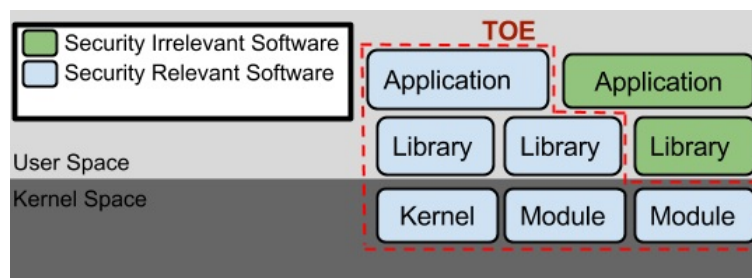 Security Irrelevant Software
Security Relevant Software
TOE
Application
Application
Library
Library
Library
User Space
Kernel Space
Kernel
Module
Module